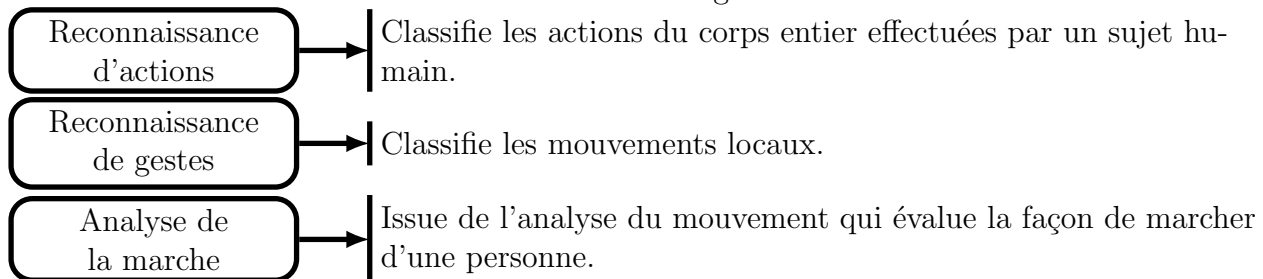 Reconnaissance
d'actions
Classifie les actions du corps entier effectuées par un sujet hu-
main.
Reconnaissance
de gestes
Classifie les mouvements locaux.
Analyse de
la marche
Issue de l'analyse du mouvement qui évalue la façon de marcher
d'une personne.